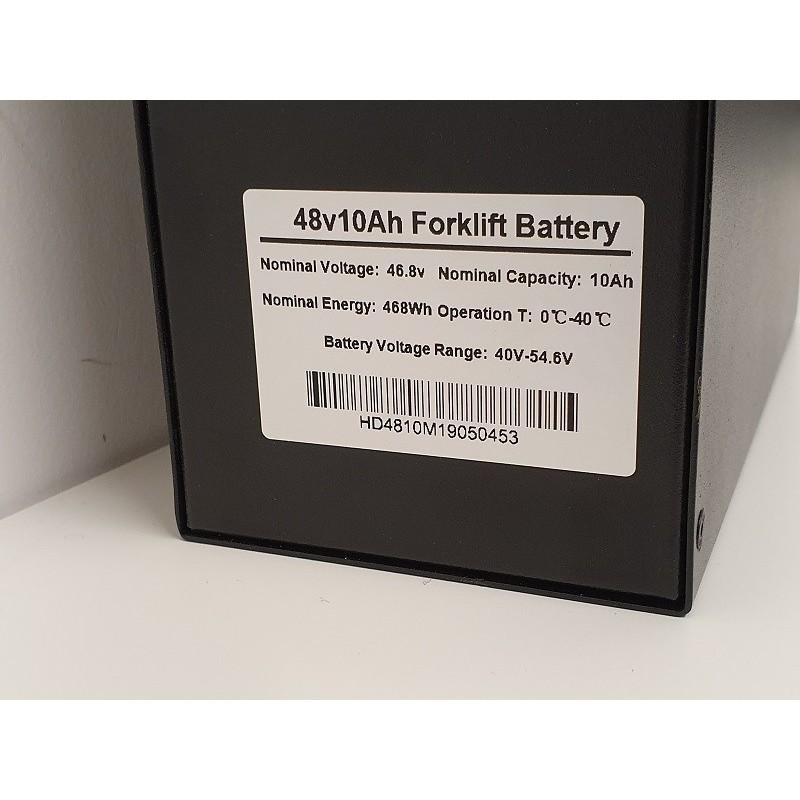 48v10Ah Forklift Battery
Nominal Voltage: 46.8v Nominal Capacity: 10Ah
Nominal Energy: 468Wh Operation T: 0℃-40℃
Battery Voltage Range: 40V-54.6V
HD4810M19050453